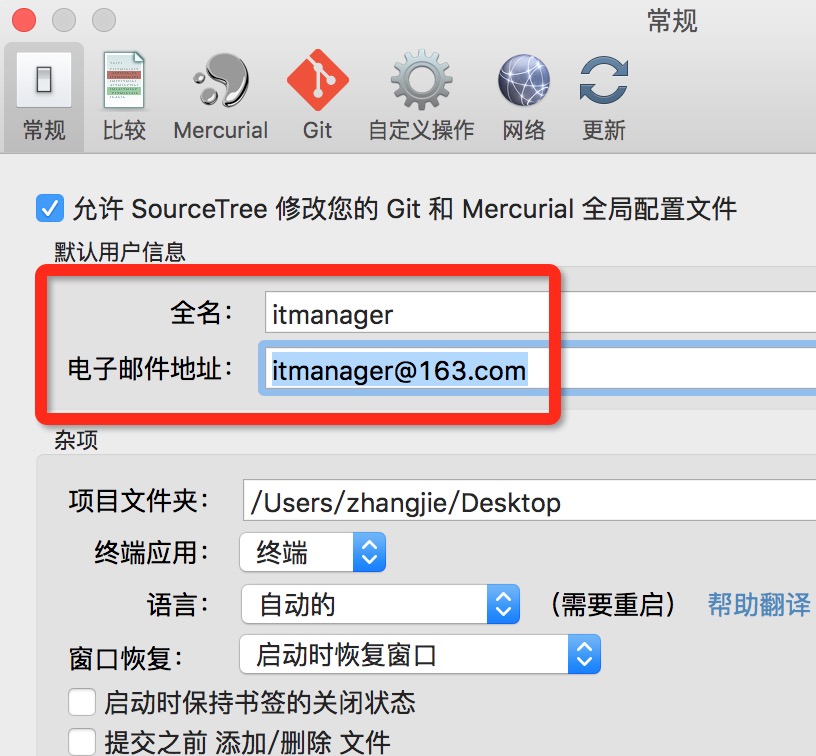 常规
常规 比较 Mercurial Git 自定义操作 网络 更新
允许 SourceTree 修改您的 Git 和 Mercurial 全局配置文件
默认用户信息
全名： itmanager
电子邮件地址： itmanager@163.com
杂项
项目文件夹： /Users/zhangjie/Desktop
终端应用： 终端
语言： 自动的 (需要重启) 帮助翻译
窗口恢复： 启动时恢复窗口
启动时保持书签的关闭状态
提交之前 添加/删除 文件